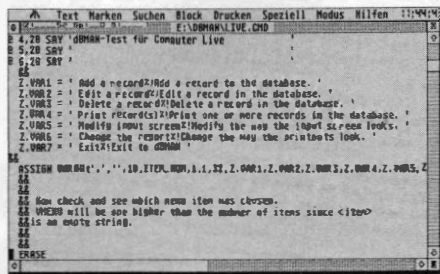 Text Marken Suchen Block Drucken Speziell Modus Hilfen
E:\DBMAN\LIVE.CMD
@ 4,20 SAY 'dBMAN-Test für Computer Live '
@ 5,20 SAY '
@ 6,20 SAY '
&&
Z.VAR1 = ' Add a record%!Add a record to the database. '
Z.VAR2 = ' Edit a record%!Edit a record in the database. '
Z.VAR3 = ' Delete a record%!Delete a record in the database. '
Z.VAR4 = ' Print record(s)%!Print one or more records in the database. '
Z.VAR5 = ' Modify input screen%!Modify the way the input screen looks. '
Z.VAR6 = ' Change the report%!Change the way the printouts look. '
Z.VAR7 = ' Exit%!Exit to dBMAN '
&&
ASSIGN
&&
&& Now check and see which menu item was chosen.
&& VMENU will be one higher than the number of items since <item>
&& is an empty string.
&&
ERASE